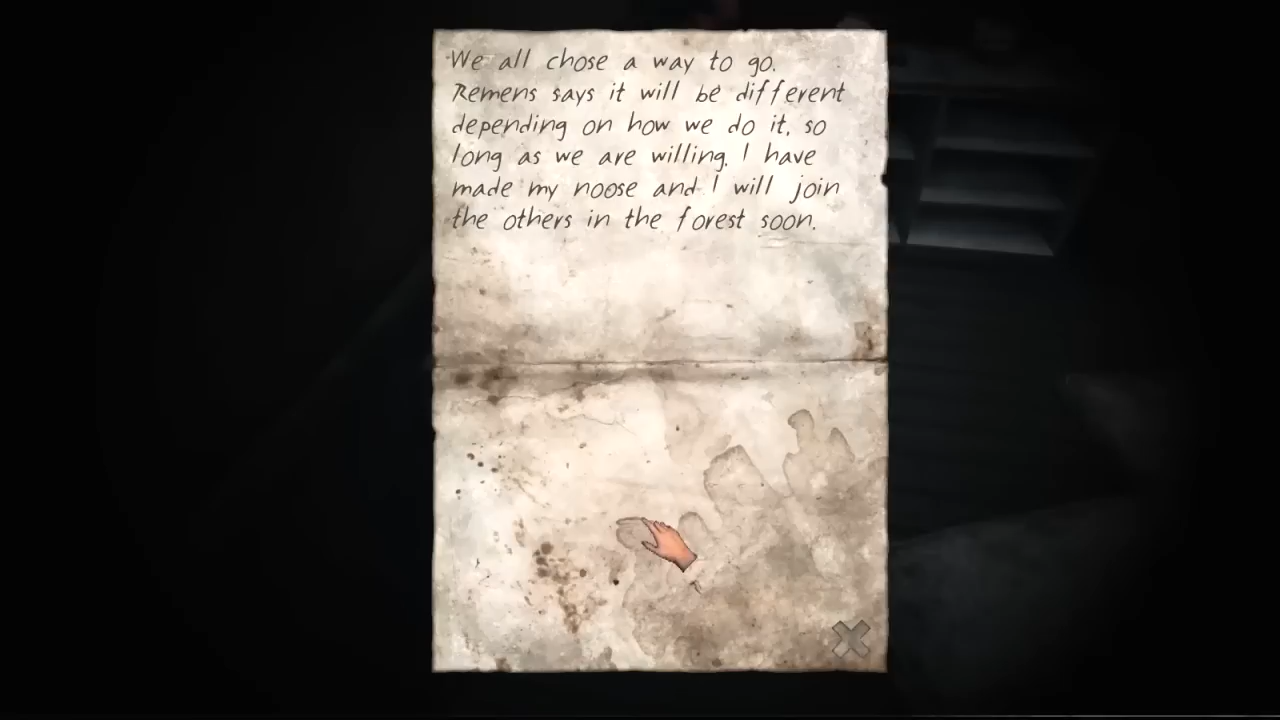 We all chose a way to go.
Remens says it will be different
depending on how we do it, so
long as we are willing. I have
made my noose and I will join
the others in the forest soon.